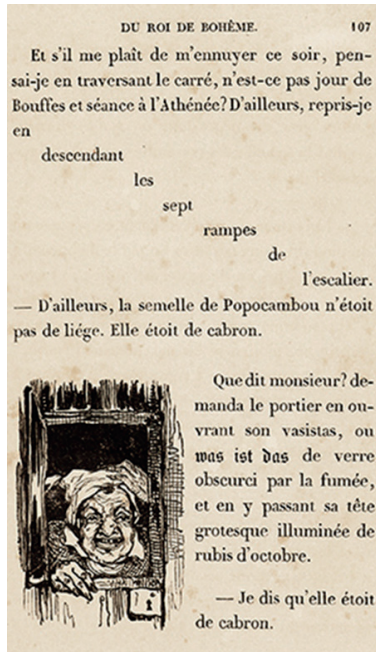 DU ROI DE BOHÊME. 107
Et s'il me plaît de m'ennuyer ce soir, pen-
sai-je en traversant le carré, n'est-ce pas jour de
Bouffes et séance à l'Athénée? D'ailleurs, repris-je
en
descendant
les
sept
rampes
de
l'escalier.
— D'ailleurs, la semelle de Popocambou n'étoit
pas de liége. Elle étoit de cabron.
Que dit monsieur? de-
manda le portier en ou-
vrant son vasistas, ou
was ist das de verre
obscurci par la fumée,
et en y passant sa tête
grotesque illuminée de
rubis d'octobre.
— Je dis qu'elle étoit
de cabron.